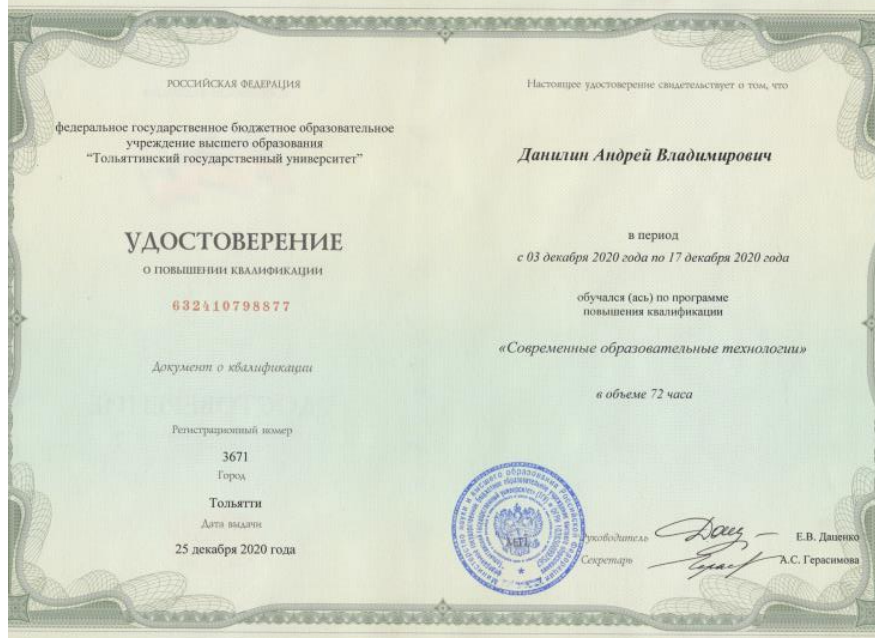 РОССИЙСКАЯ ФЕДЕРАЦИЯ
федеральное государственное бюджетное образовательное
учреждение высшего образования
“Тольяттинский государственный университет”
УДОСТОВЕРЕНИЕ
О ПОВЫШЕНИИ КВАЛИФИКАЦИИ
632410798877
Документ о квалификации
Регистрационный номер
3671
Город
Тольятти
Дата выдачи
25 декабря 2020 года
Настоящее удостоверение свидетельствует о том, что
Данилин Андрей Владимирович
в период
с 03 декабря 2020 года по 17 декабря 2020 года
обучался (ась) по программе
повышения квалификации
«Современные образовательные технологии»
в объеме 72 часа
М.П.
Руководитель
Е.В. Даценко
Секретарь
А.С. Герасимова